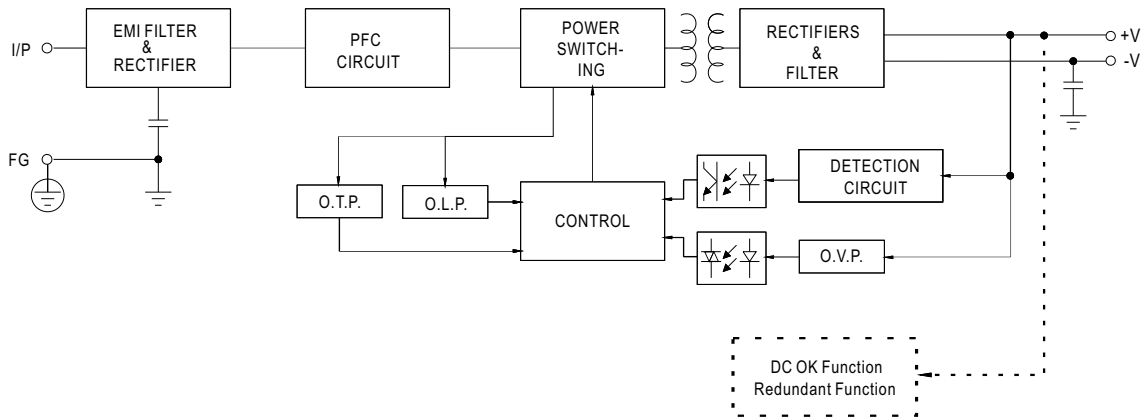 I/P
EMI FILTER
&
RECTIFIER
PFC
CIRCUIT
POWER
SWITCH-
ING
RECTIFIERS
&
FILTER
+V
-V
FG
O.T.P.
O.L.P.
CONTROL
DETECTION
CIRCUIT
O.V.P.
DC OK Function
Redundant Function